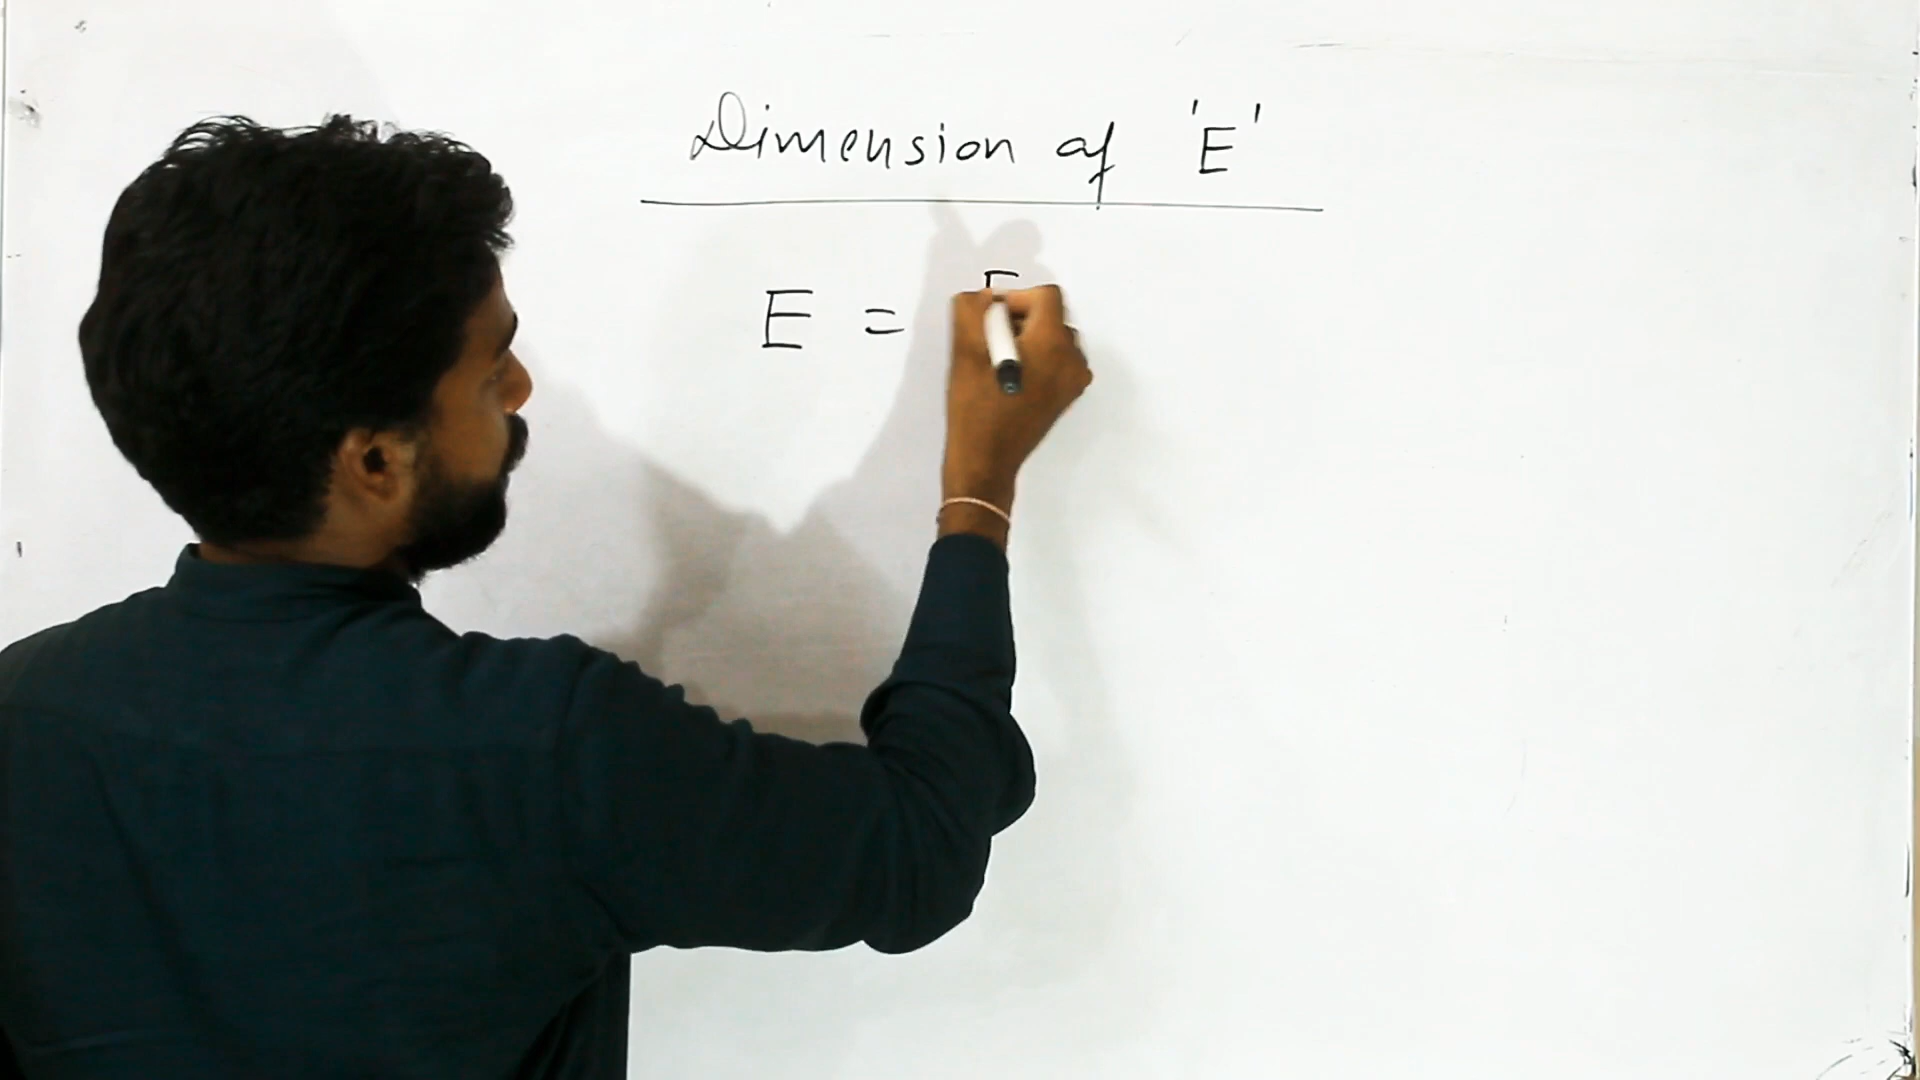 Dimension of 'E'
E =